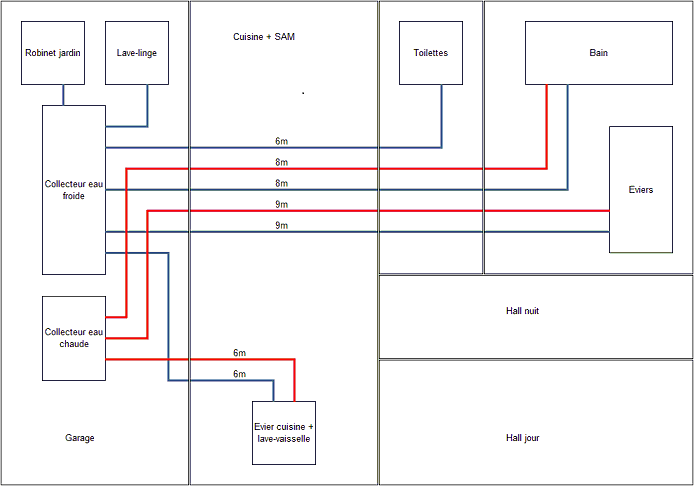 Cuisine + SAM
Robinet jardin
Lave-linge
Toilettes
Bain
6m
8m
Collecteur eau
froide
8m
Eviers
9m
9m
Hall nuit
Collecteur eau
chaude
6m
6m
Evier cuisine +
lave-vaisselle
Garage
Hall jour